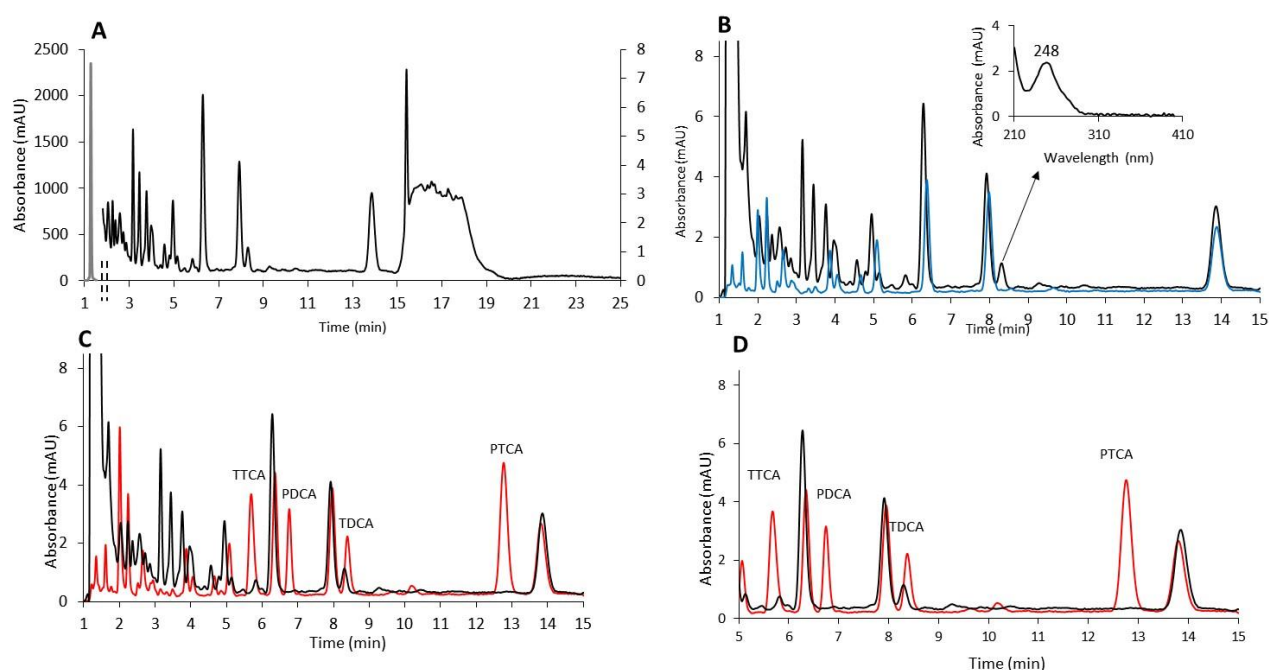 A
2500
2000
1500
1000
500
0
Absorbance (mAU)
8
7
6
5
4
3
2
1
0
1 3 5 7 9 11 13 15 17 19 21 23 25
Time (min)
B
8
6
4
2
0
Absorbance (mAU)
1 2 3 4 5 6 7 8 9 10 11 12 13 14 15
Time (min)
4
2
0
Absorbance (mAU)
248
210 310 410
Wavelength (nm)
C
8
6
4
2
0
Absorbance (mAU)
TTCA
PDCA
TDCA
PTCA
1 2 3 4 5 6 7 8 9 10 11 12 13 14 15
Time (min)
D
8
6
4
2
0
Absorbance (mAU)
TTCA
PDCA
TDCA
PTCA
5 6 7 8 9 10 11 12 13 14 15
Time (min)